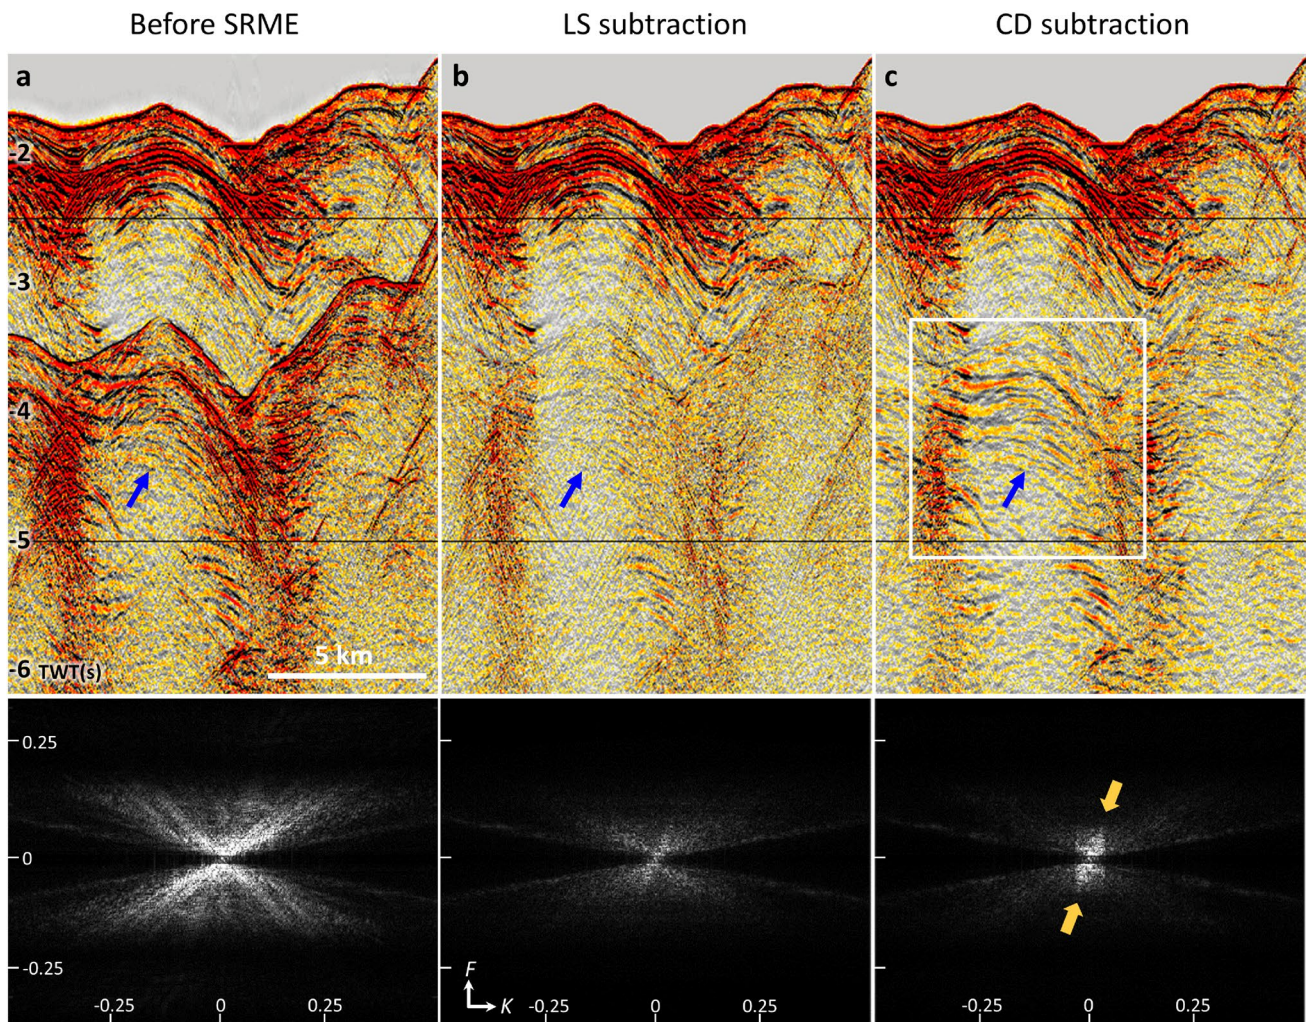 Before SRME
LS subtraction
CD subtraction
a
b
c
-2
-3
-4
-5
-6 TWT(s)
5 km
0.25
0
-0.25
-0.25 0 0.25
F
K
-0.25 0 0.25
-0.25 0 0.25